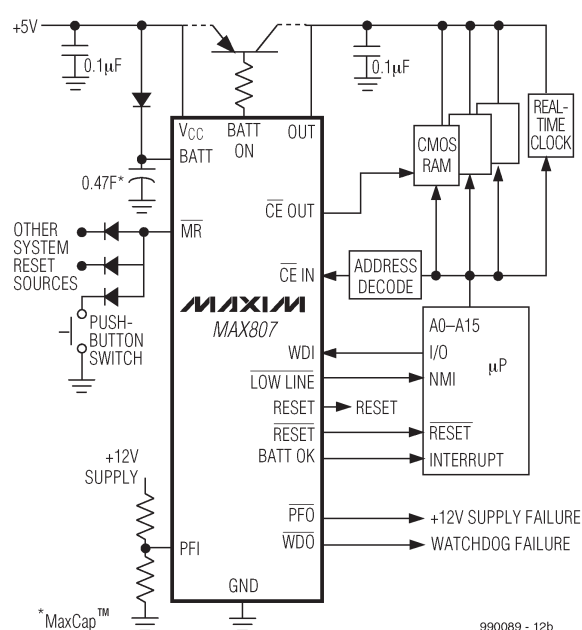 +5V
0.1μF
0.1μF
VCC
BATT
ON
OUT
BATT
0.47F*
CMOS
RAM
REAL-
TIME
CLOCK
CE OUT
OTHER
SYSTEM
RESET
SOURCES
MR
CE IN
ADDRESS
DECODE
MAXIM
MAX807
PUSH-
BUTTON
SWITCH
A0–A15
WDI
I/O
μP
LOW LINE
NMI
RESET
RESET
RESET
RESET
BATT OK
INTERRUPT
+12V
SUPPLY
PFO
+12V SUPPLY FAILURE
PFI
WDO
WATCHDOG FAILURE
GND
*MaxCap™
990089 - 12b